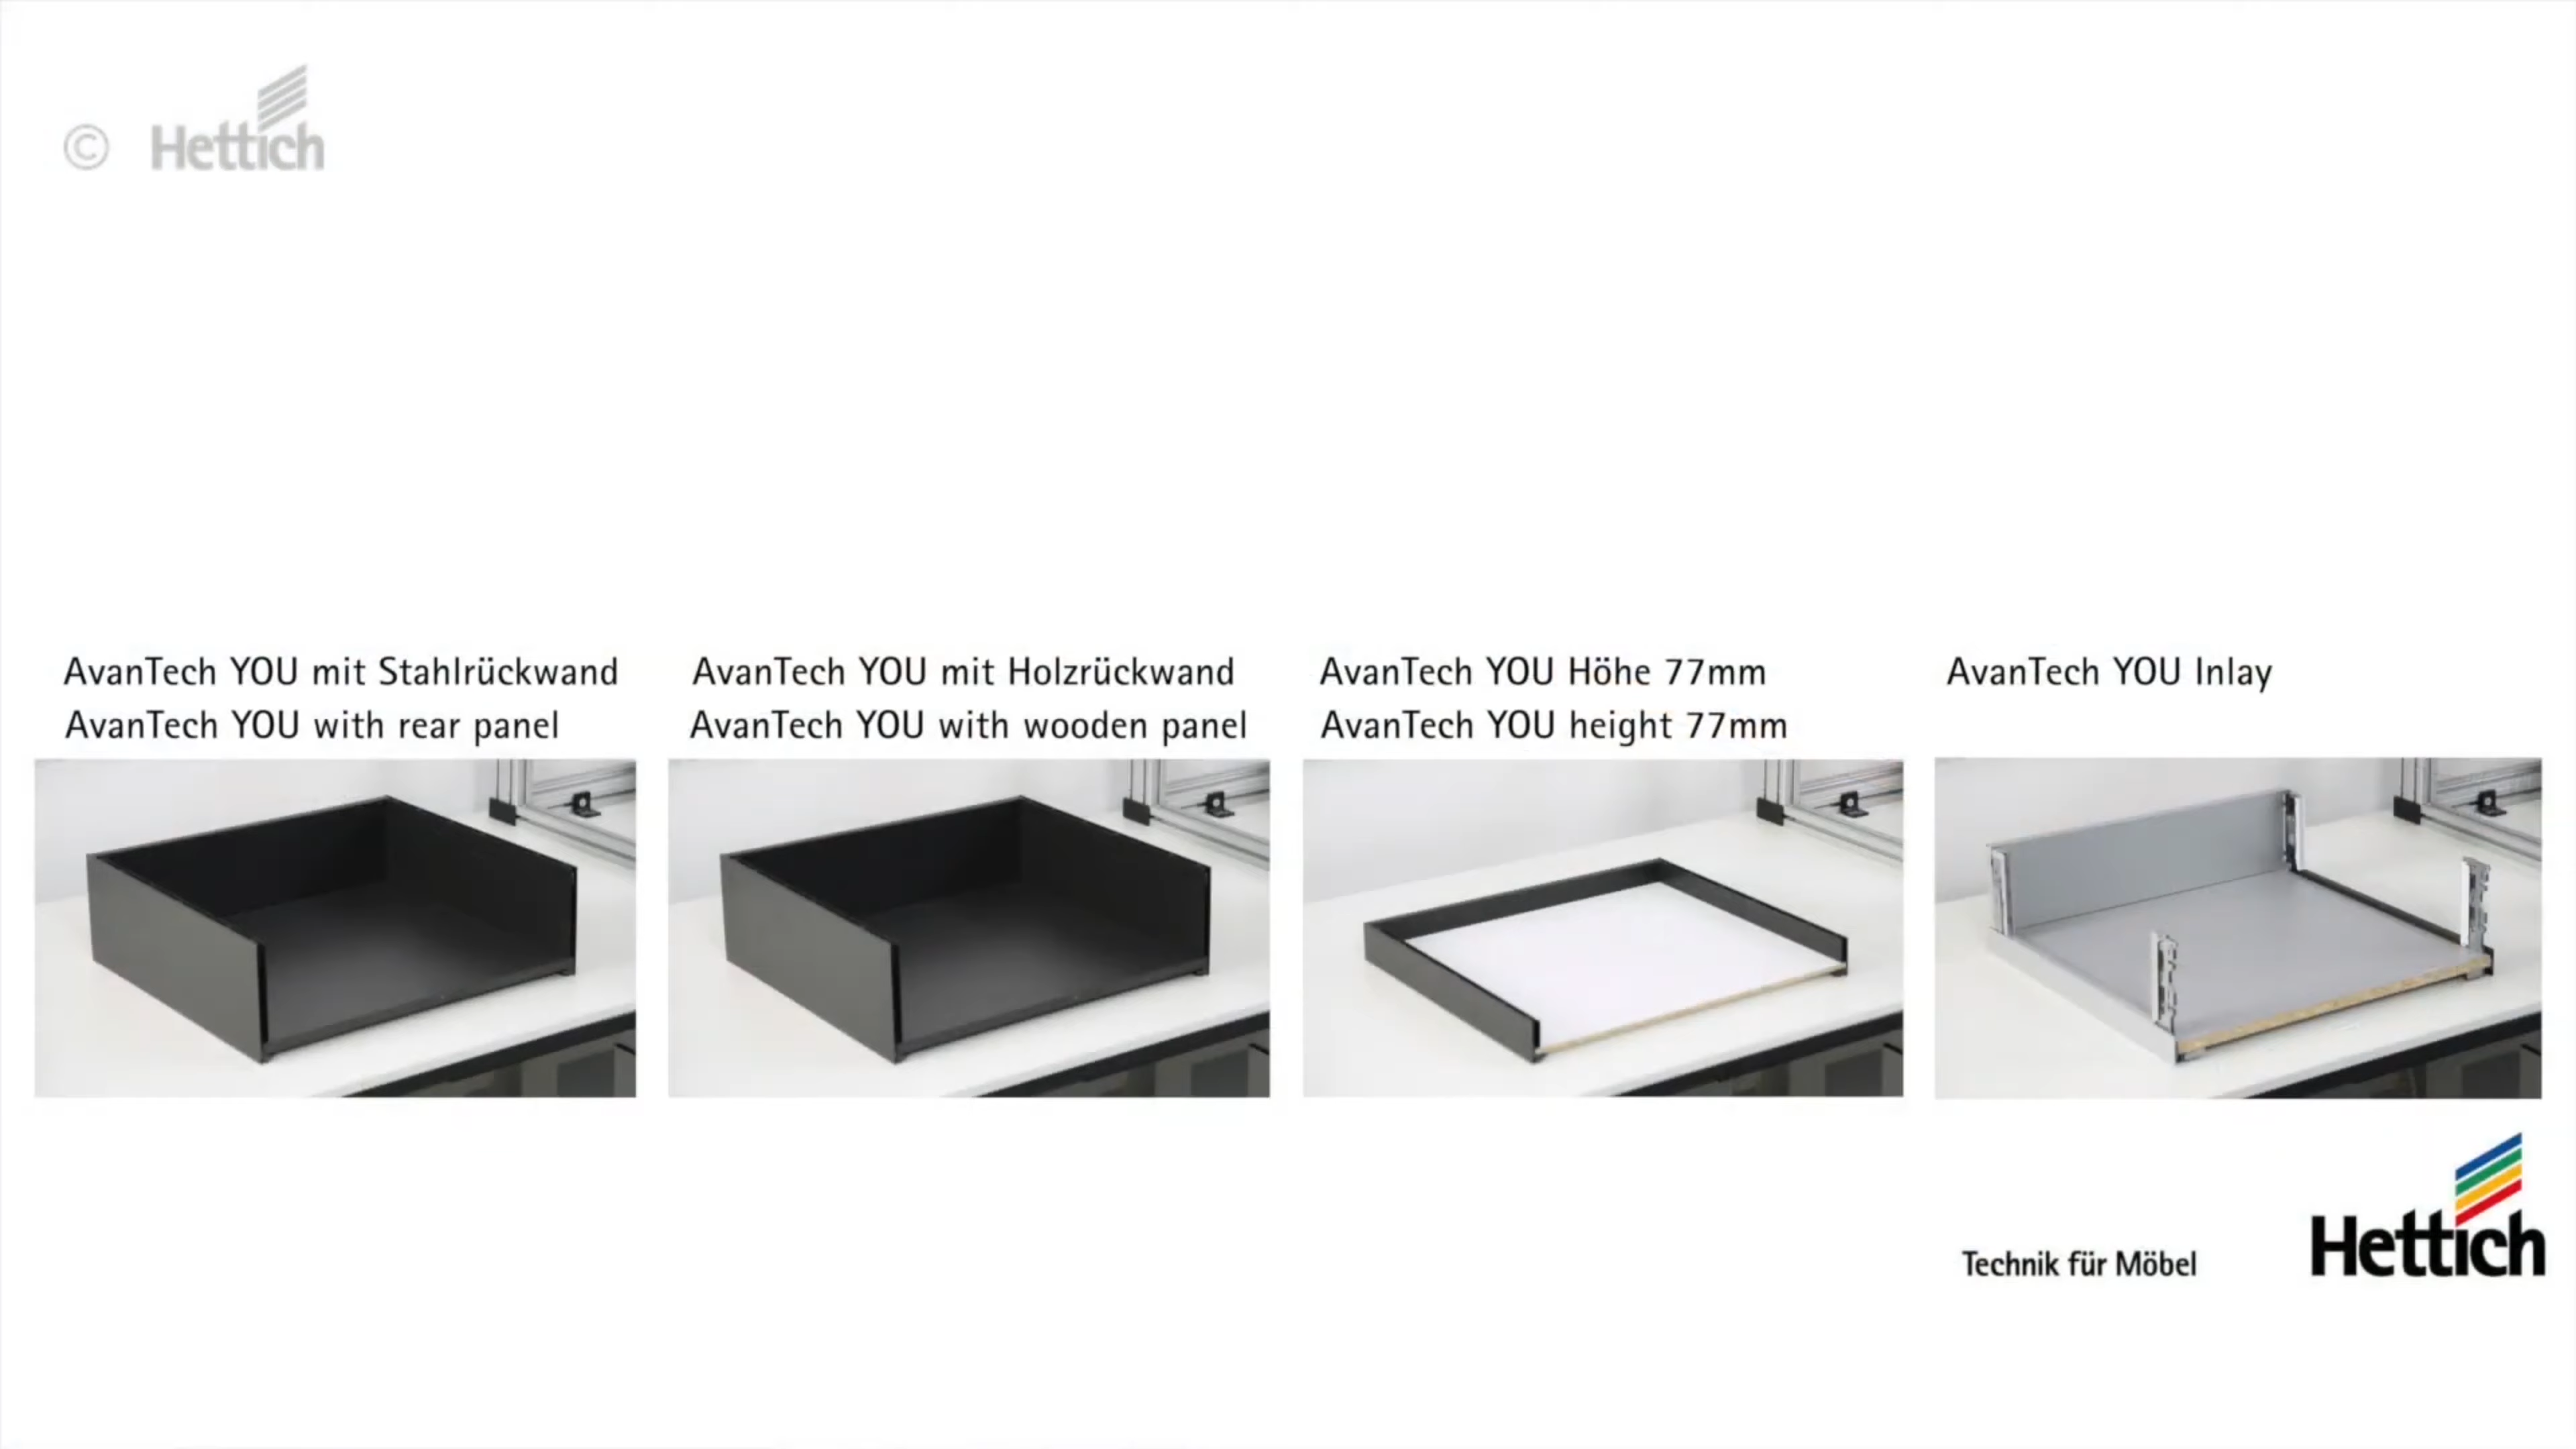 © Hettich
AvanTech YOU mit Stahlrückwand
AvanTech YOU with rear panel
AvanTech YOU mit Holzrückwand
AvanTech YOU with wooden panel
AvanTech YOU Höhe 77mm
AvanTech YOU height 77mm
AvanTech YOU Inlay
Technik für Möbel
Hettich